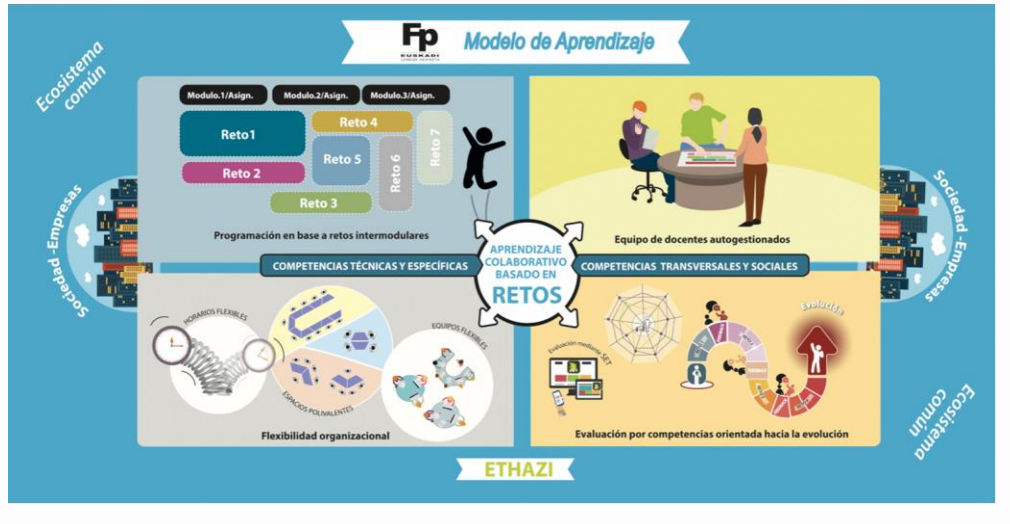 Fp
EUSKADI
Modelo de Aprendizaje
Ecosistema
común
Sociedad -Empresas
Modulo.1/Asign.
Modulo.2/Asign.
Modulo.3/Asign.
Reto1
Reto 2
Reto 3
Reto 4
Reto 5
Reto 6
Reto 7
Programación en base a retos intermodulares
Equipo de docentes autogestionados
COMPETENCIAS TÉCNICAS Y ESPECÍFICAS
APRENDIZAJE
COLABORATIVO
BASADO EN
RETOS
COMPETENCIAS TRANSVERSALES Y SOCIALES
HORARIOS FLEXIBLES
ESPACIOS POLIVALENTES
EQUIPOS FLEXIBLES
Flexibilidad organizacional
Evaluación mediante SET
Evolución
Evaluación por competencias orientada hacia la evolución
Sociedad -Empresas
Ecosistema
común
ETHAZI